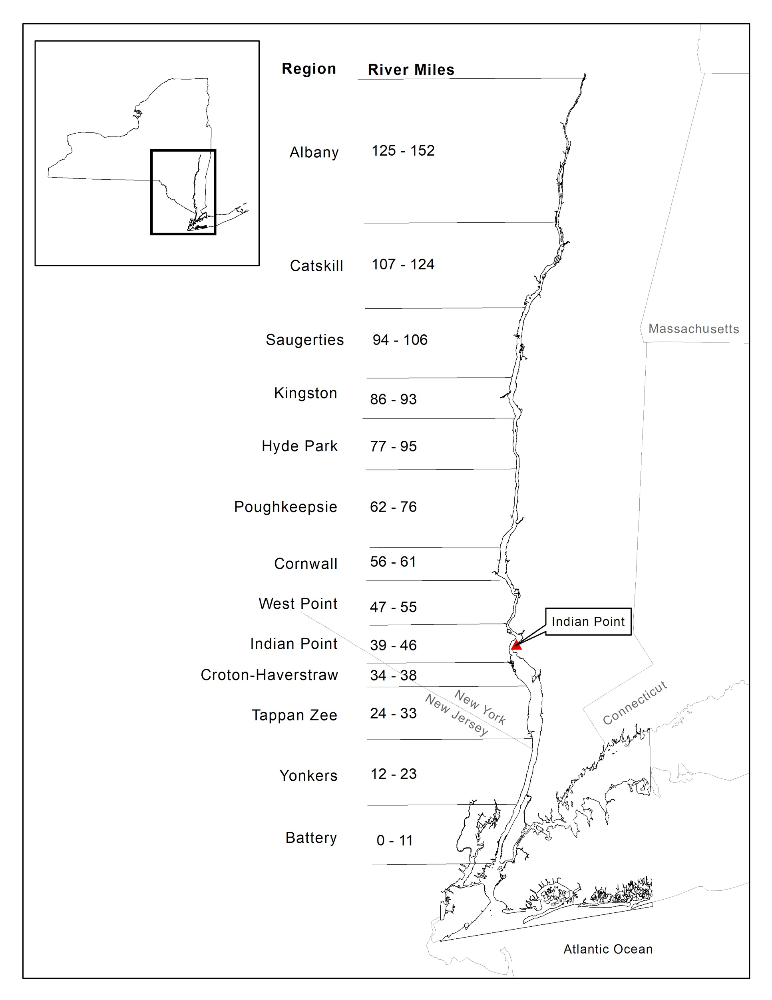 Region River Miles
Albany 125 - 152
Catskill 107 - 124
Massachusetts
Saugerties 94 - 106
Kingston 86 - 93
Hyde Park 77 - 95
Poughkeepsie 62 - 76
Cornwall 56 - 61
West Point 47 - 55
Indian Point
Indian Point 39 - 46
Croton-Haverstraw 34 - 38
New York
New Jersey
Connecticut
Tappan Zee 24 - 33
Yonkers 12 - 23
Battery 0 - 11
Atlantic Ocean